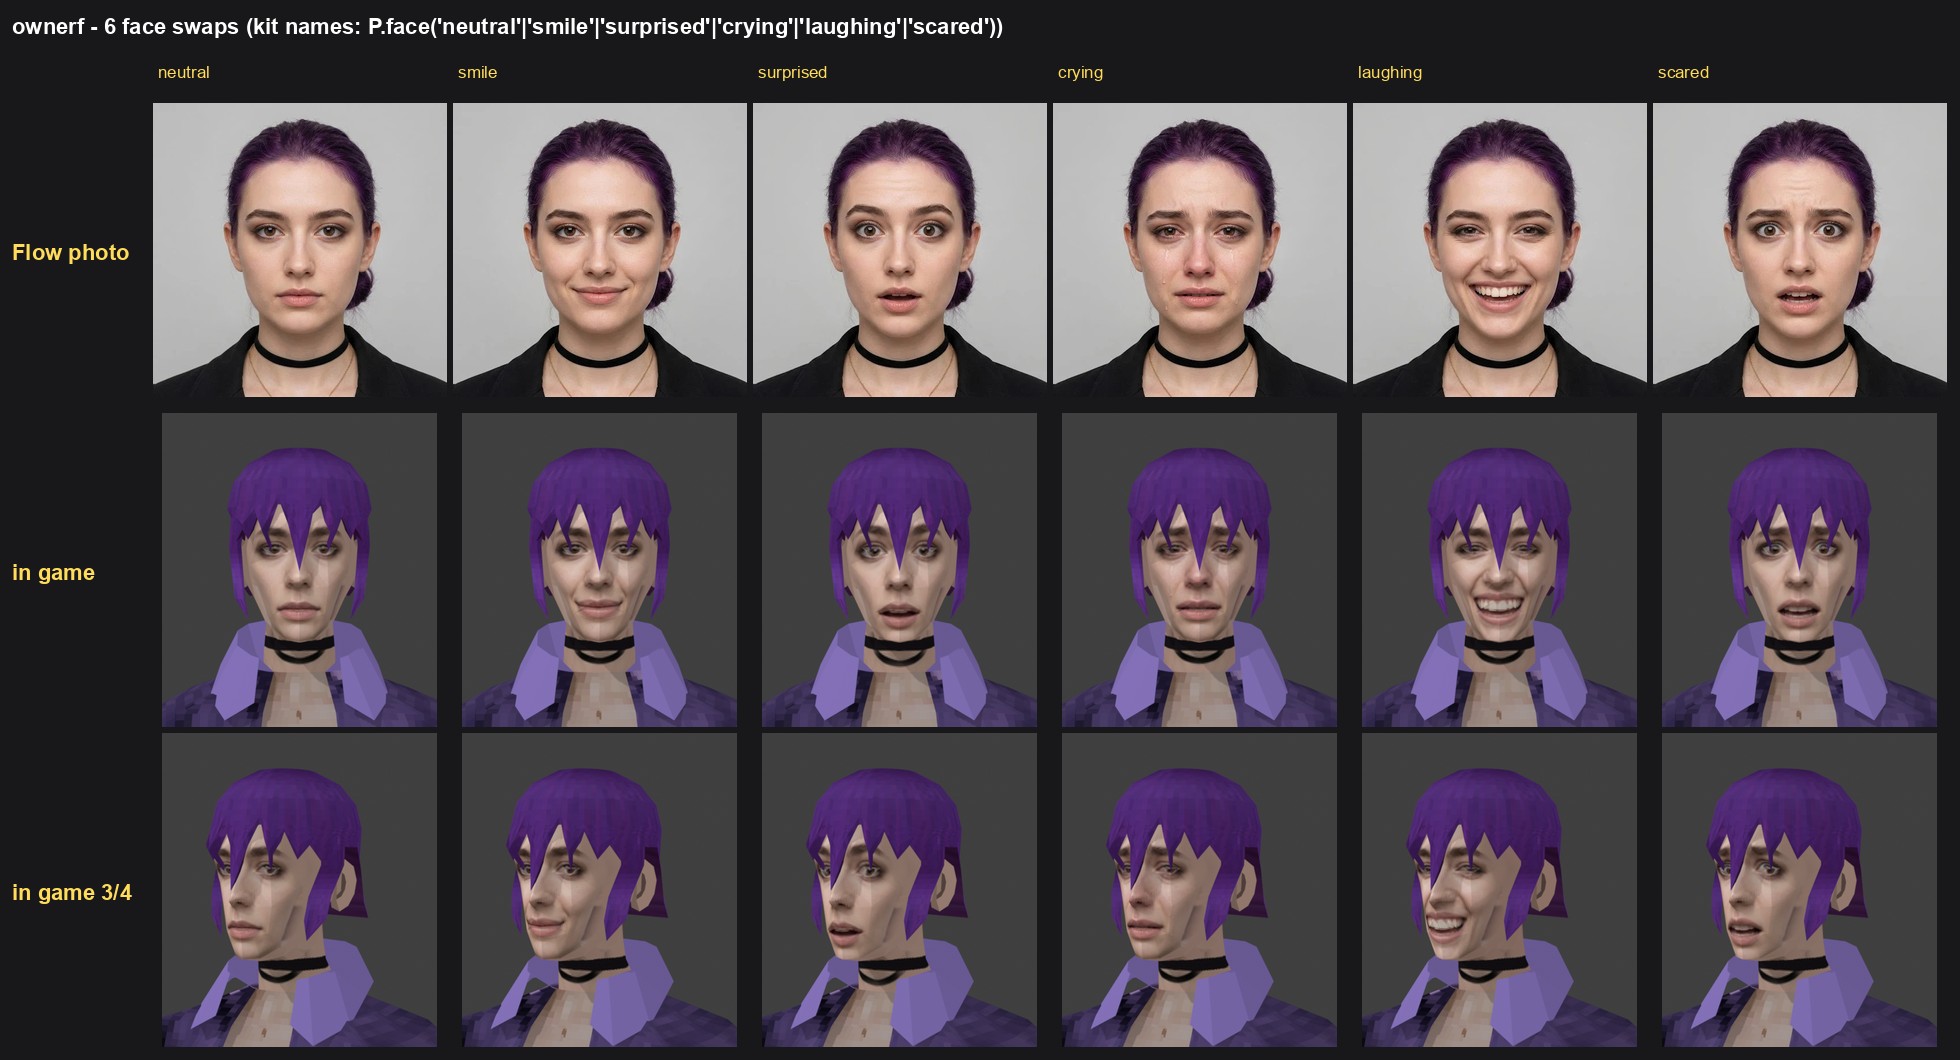 ownerf - 6 face swaps (kit names: P.face('neutral'|'smile'|'surprised'|'crying'|'laughing'|'scared'))
neutral smile surprised crying laughing scared
Flow photo
in game
in game 3/4